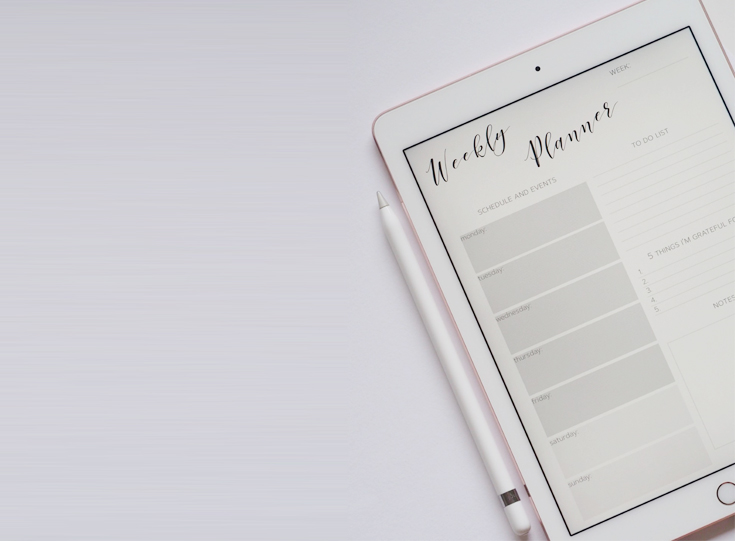 WEEK
Weekly Planner
SCHEDULE AND EVENTS
monday
tuesday
wednesday
thursday
friday
saturday
sunday
TO DO LIST
5 THINGS I'M GRATEFUL FO
1.
2.
3.
4.
5.
NOTES